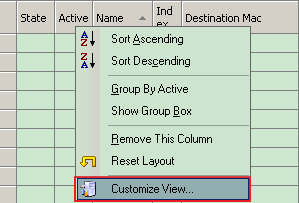 State Active Name Ind ex Destination Mac
Sort Ascending
Sort Descending
Group By Active
Show Group Box
Remove This Column
Reset Layout
Customize View...